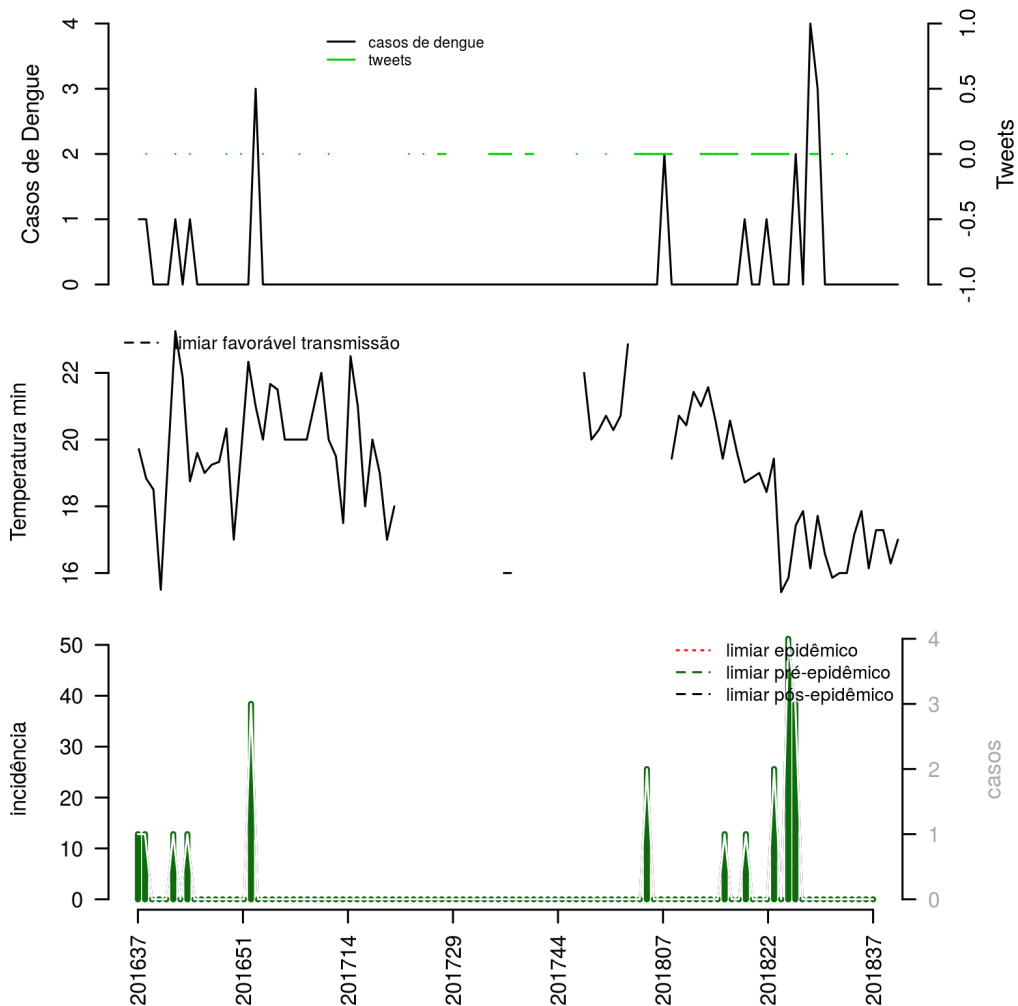 casos de dengue
tweets
Casos de Dengue
0 1 2 3 4
Tweets
-1.0 -0.5 0.0 0.5 1.0
limiar favorável transmissão
Temperatura min
16 18 20 22
limiar epidêmico
limiar pré-epidêmico
limiar pós-epidêmico
incidência
0 10 20 30 40 50
casos
0 1 2 3 4
201637 201651 201714 201729 201744 201807 201822 201837